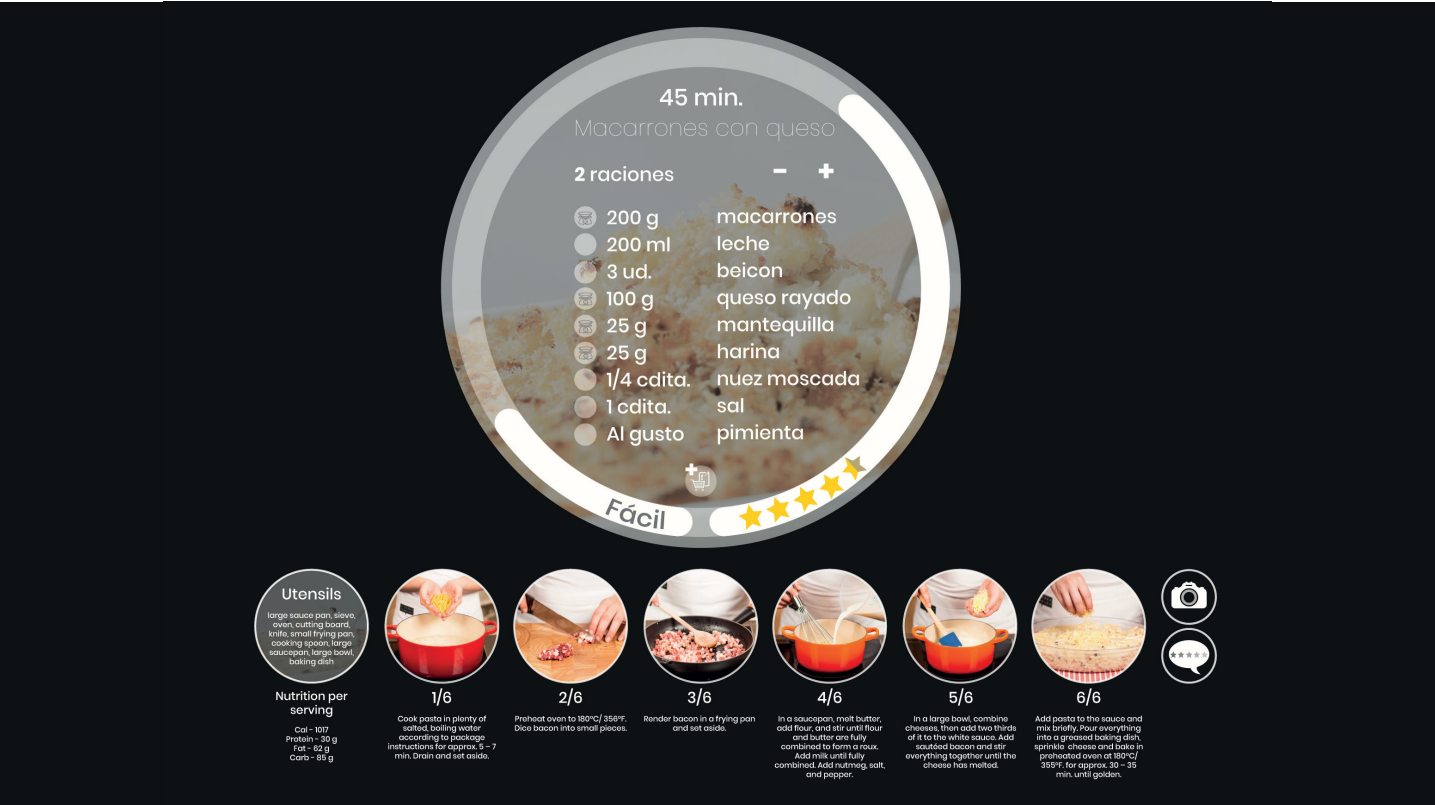 45 min.
Macarrones con queso
2 raciones - +
200 g macarrones
200 ml leche
3 ud. beicon
100 g queso rayado
25 g mantequilla
25 g harina
1/4 cdita. nuez moscada
1 cdita. sal
Al gusto pimienta
+
Fácil
Utensils
large sauce pan, sieve,
oven, cutting board,
knife, small frying pan,
cooking spoon, large
saucepan, large bowl,
baking dish
Nutrition per
serving
Cal - 1017
Protein - 30 g
Fat - 62 g
Carb - 85 g
1/6
Cook pasta in plenty of
salted, boiling water
according to package
instructions for approx. 5 – 7
min. Drain and set aside.
2/6
Preheat oven to 180ºC/ 356ºF.
Dice bacon into small pieces.
3/6
Render bacon in a frying pan
and set aside.
4/6
In a saucepan, melt butter,
add flour, and stir until flour
and butter are fully
combined to form a roux.
Add milk until fully
combined. Add nutmeg, salt,
and pepper.
5/6
In a large bowl, combine
cheeses, then add two thirds
of it to the white sauce. Add
sautéed bacon and stir
everything together until the
cheese has melted.
6/6
Add pasta to the sauce and
mix briefly. Pour everything
into a greased baking dish,
sprinkle cheese and bake in
preheated oven at 180ºC/
355ºF. for approx. 30 – 35
min. until golden.